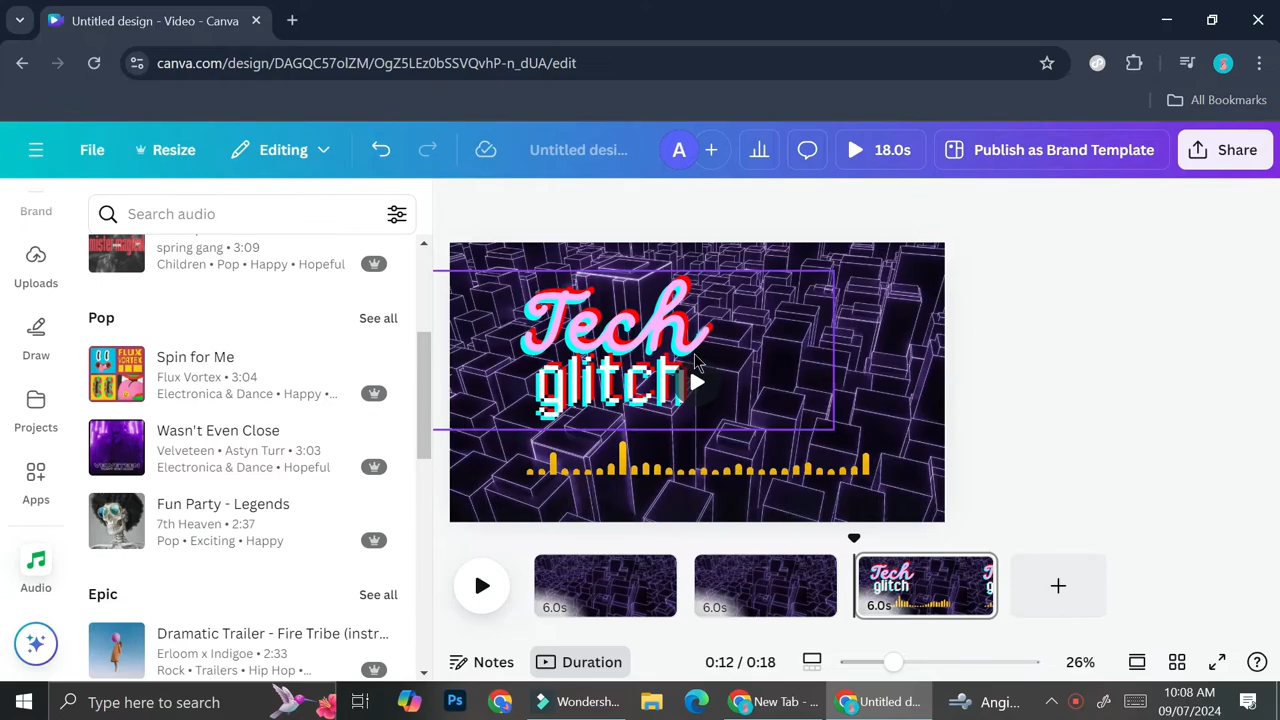 Untitled design - Video - Canva
canva.com/design/DAGQC57olZM/OgZ5LEz0bSSVQvhP-n_dUA/edit
All Bookmarks
File
Resize
Editing
Untitled desi...
A
18.0s
Publish as Brand Template
Share
Brand
Uploads
Draw
Projects
Apps
Audio
Search audio
spring gang • 3:09
Children • Pop • Happy • Hopeful
Pop
See all
Spin for Me
Flux Vortex • 3:04
Electronica & Dance • Happy •...
Wasn't Even Close
Velveteen • Astyn Turr • 3:03
Electronica & Dance • Hopeful
Fun Party - Legends
7th Heaven • 2:37
Pop • Exciting • Happy
Epic
See all
Dramatic Trailer - Fire Tribe (instr...
Erloom x Indigoe • 2:33
Rock • Trailers • Hip Hop •
Tech
glitch
6.0s
6.0s
Tech
glitch
6.0s
Notes
Duration
0:12 / 0:18
26%
Type here to search
Wondersh...
New Tab - ...
Untitled d...
Angi...
10:08 AM
09/07/2024